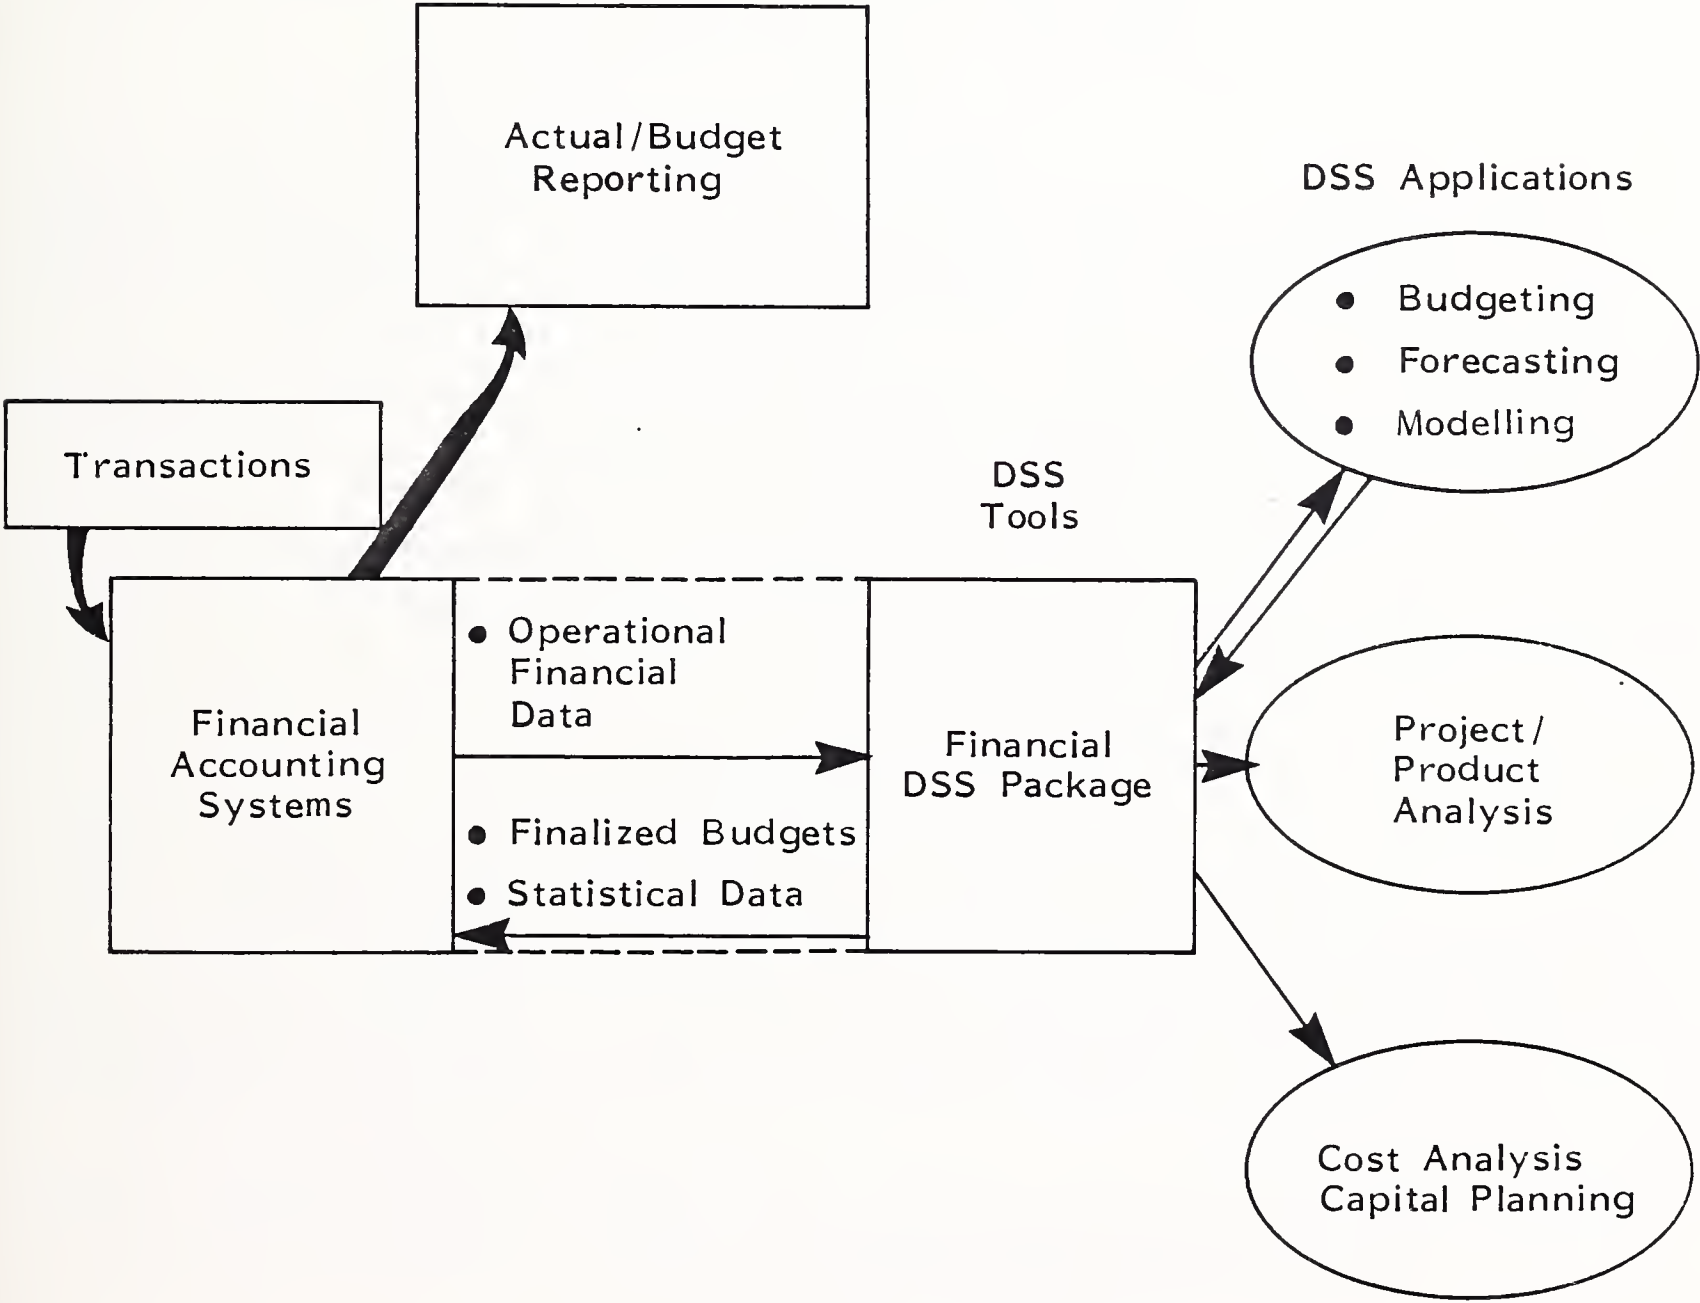 Actual/Budget
Reporting
DSS Applications
• Budgeting
• Forecasting
• Modelling
Transactions
DSS
Tools
• Operational
Financial
Data
Financial
Accounting
Systems
• Finalized Budgets
• Statistical Data
Financial
DSS Package
Project/
Product
Analysis
Cost Analysis
Capital Planning